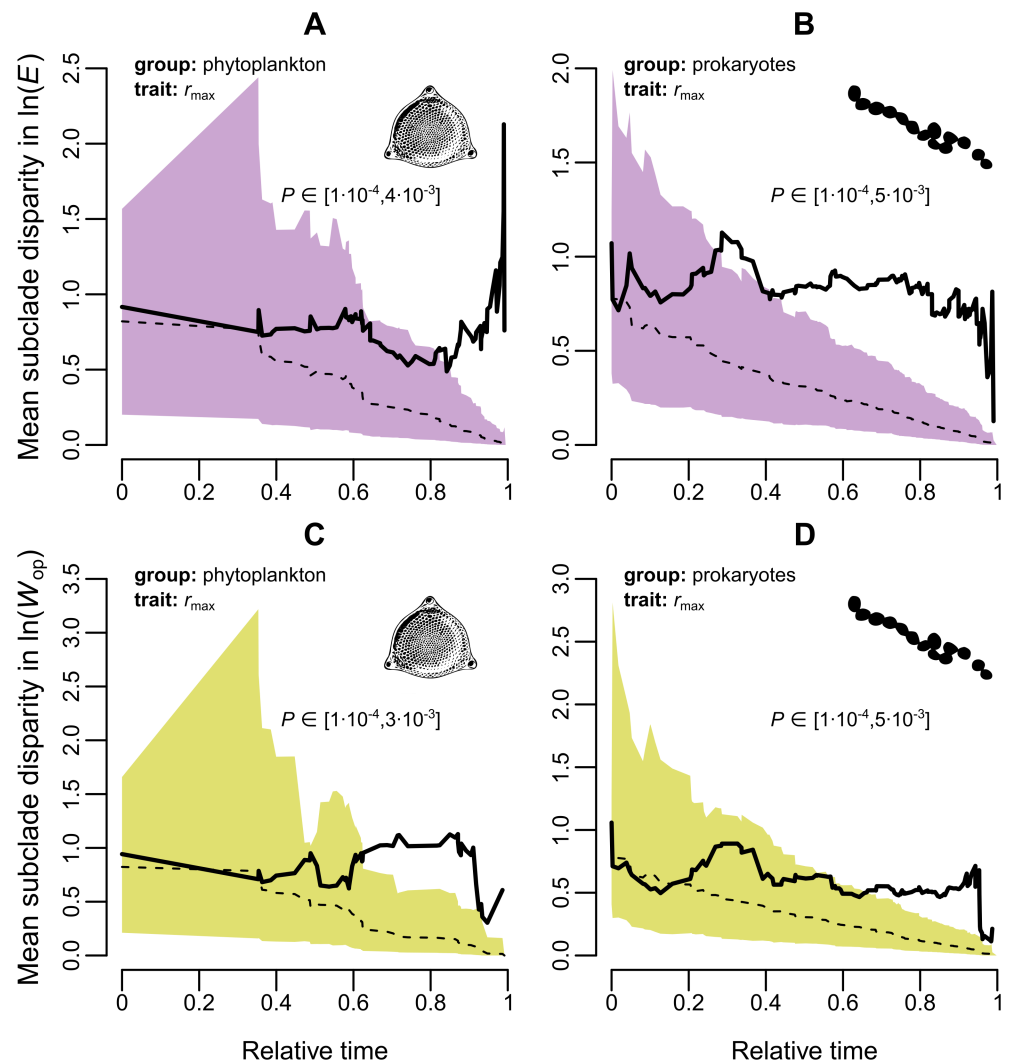 A
group: phytoplankton
trait: rmax
P ∈ [1·10-4,4·10-3]
Mean subclade disparity in ln(E)
2.5
2.0
1.5
1.0
0.5
0.0
0 0.2 0.4 0.6 0.8 1
B
group: prokaryotes
trait: rmax
P ∈ [1·10-4,5·10-3]
2.0
1.5
1.0
0.5
0.0
0 0.2 0.4 0.6 0.8 1
C
group: phytoplankton
trait: rmax
P ∈ [1·10-4,3·10-3]
Mean subclade disparity in ln(Wop)
3.5
3.0
2.5
2.0
1.5
1.0
0.5
0.0
0 0.2 0.4 0.6 0.8 1
Relative time
D
group: prokaryotes
trait: rmax
P ∈ [1·10-4,5·10-3]
3.0
2.5
2.0
1.5
1.0
0.5
0.0
0 0.2 0.4 0.6 0.8 1
Relative time